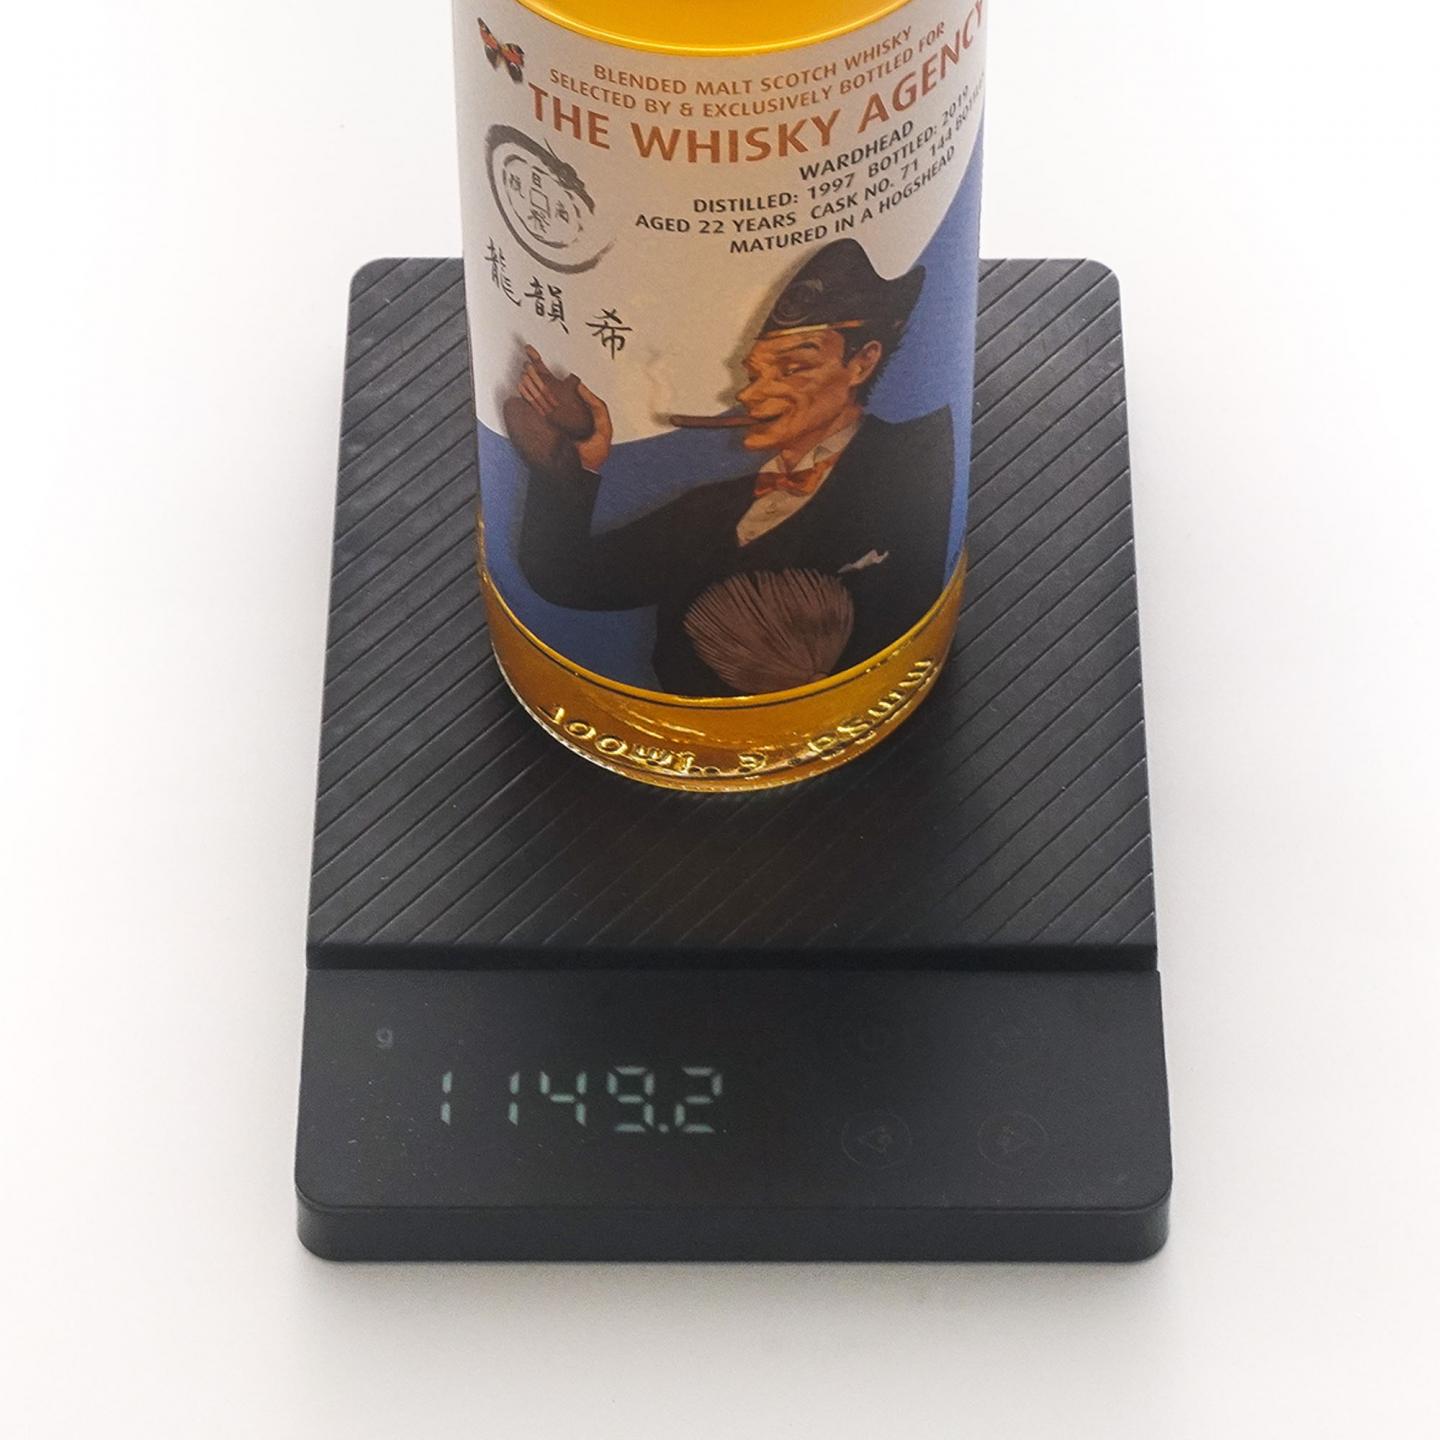 BLENDED MALT SCOTCH WHISKY
SELECTED BY & EXCLUSIVELY BOTTLED FOR
THE WHISKY AGENCY
WARDHEAD
DISTILLED: 1997 BOTTLED: 2019
AGED 22 YEARS CASK NO. 71 144 BOTTLES
MATURED IN A HOGSHEAD
龍韻希
g
1149.2